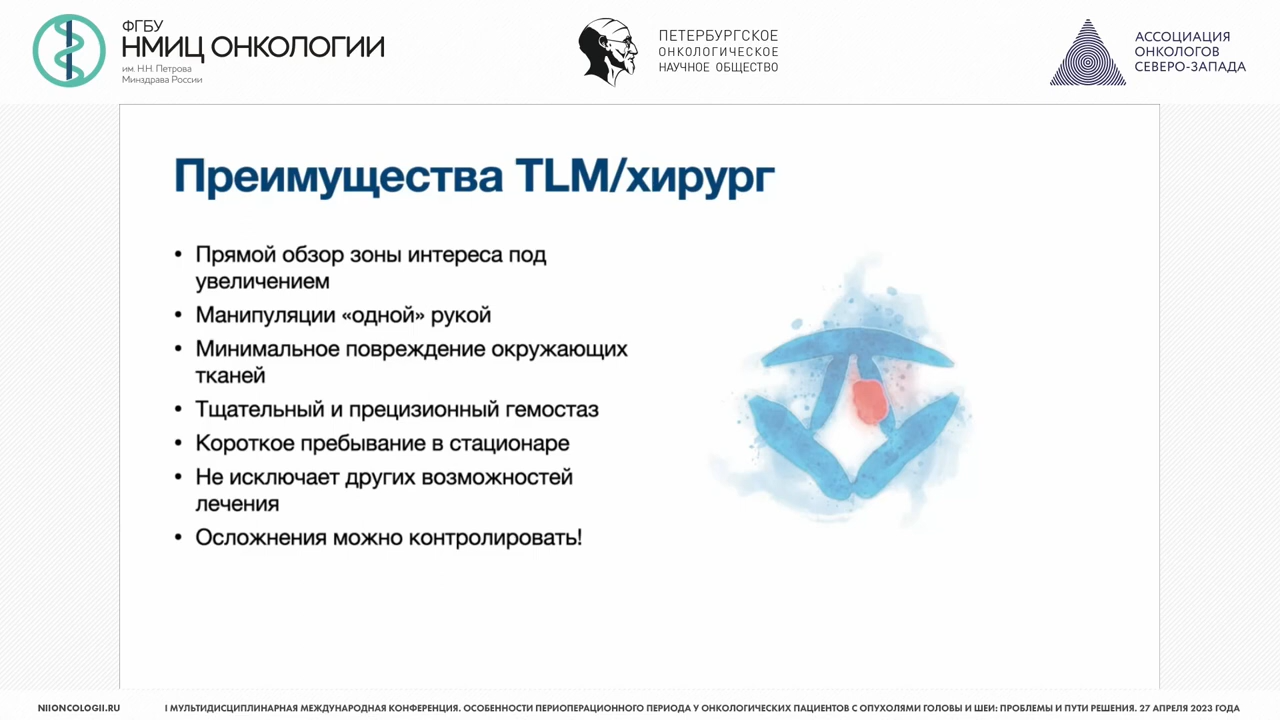 ФГБУ
НМИЦ ОНКОЛОГИИ
им. Н.Н. Петрова
Минздрава России
ПЕТЕРБУРГСКОЕ
ОНКОЛОГИЧЕСКОЕ
НАУЧНОЕ ОБЩЕСТВО
АССОЦИАЦИЯ
ОНКОЛОГОВ
СЕВЕРО-ЗАПАДА
Преимущества TLM/хирург
• Прямой обзор зоны интереса под
увеличением
• Манипуляции «одной» рукой
• Минимальное повреждение окружающих
тканей
• Тщательный и прецизионный гемостаз
• Короткое пребывание в стационаре
• Не исключает других возможностей
лечения
• Осложнения можно контролировать!
NIIONCOLOGII.RU
I МУЛЬТИДИСЦИПЛИНАРНАЯ МЕЖДУНАРОДНАЯ КОНФЕРЕНЦИЯ. ОСОБЕННОСТИ ПЕРИОПЕРАЦИОННОГО ПЕРИОДА У ОНКОЛОГИЧЕСКИХ ПАЦИЕНТОВ С ОПУХОЛЯМИ ГОЛОВЫ И ШЕИ: ПРОБЛЕМЫ И ПУТИ РЕШЕНИЯ. 27 АПРЕЛЯ 2023 ГОДА